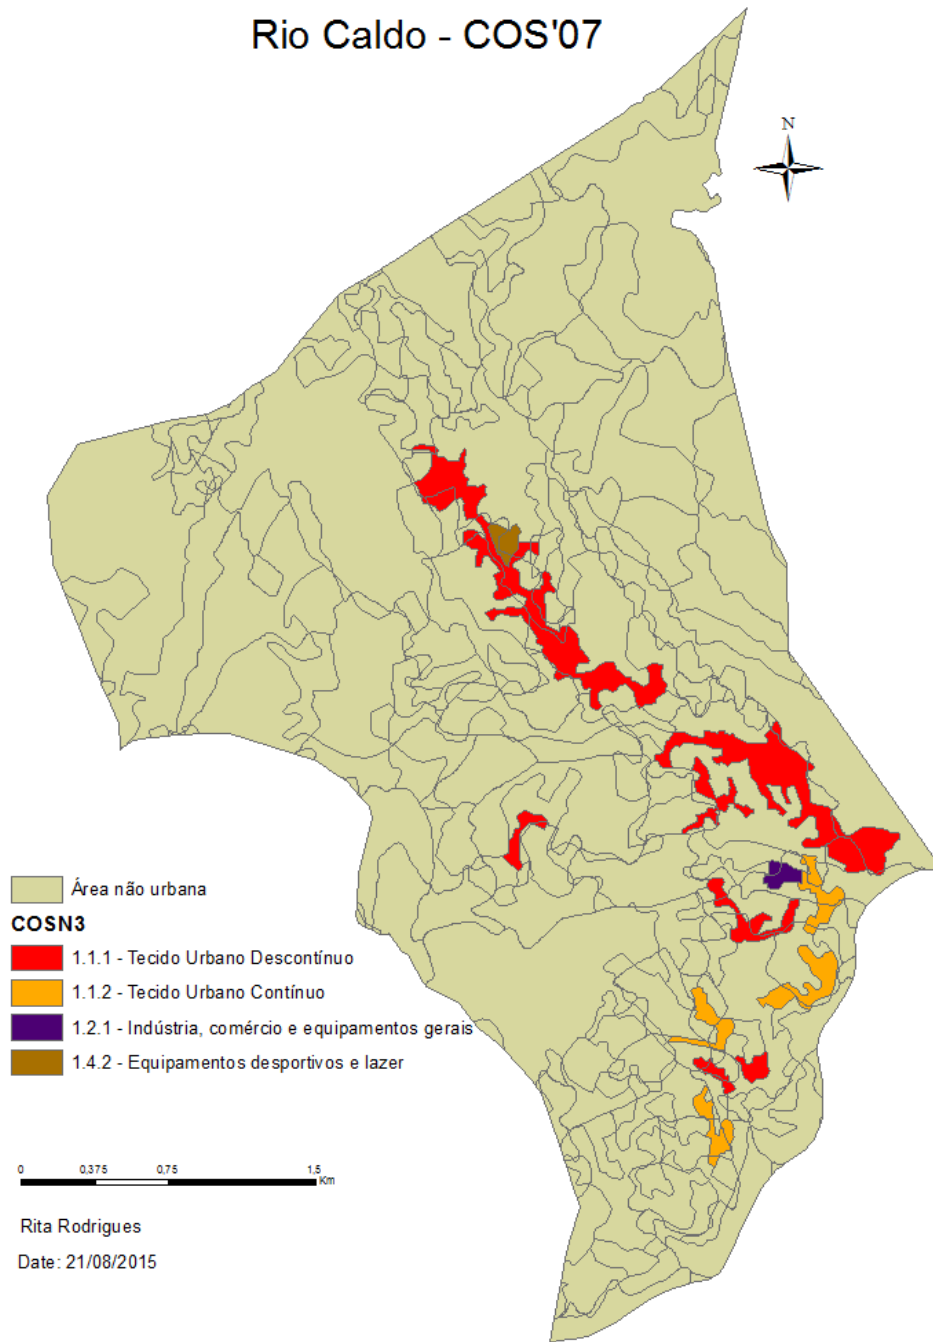 Rio Caldo - COS'07
N
Área não urbana
COSN3
1.1.1 - Tecido Urbano Descontínuo
1.1.2 - Tecido Urbano Contínuo
1.2.1 - Indústria, comércio e equipamentos gerais
1.4.2 - Equipamentos desportivos e lazer
0 0,375 0,75 1,5
Km
Rita Rodrigues
Date: 21/08/2015